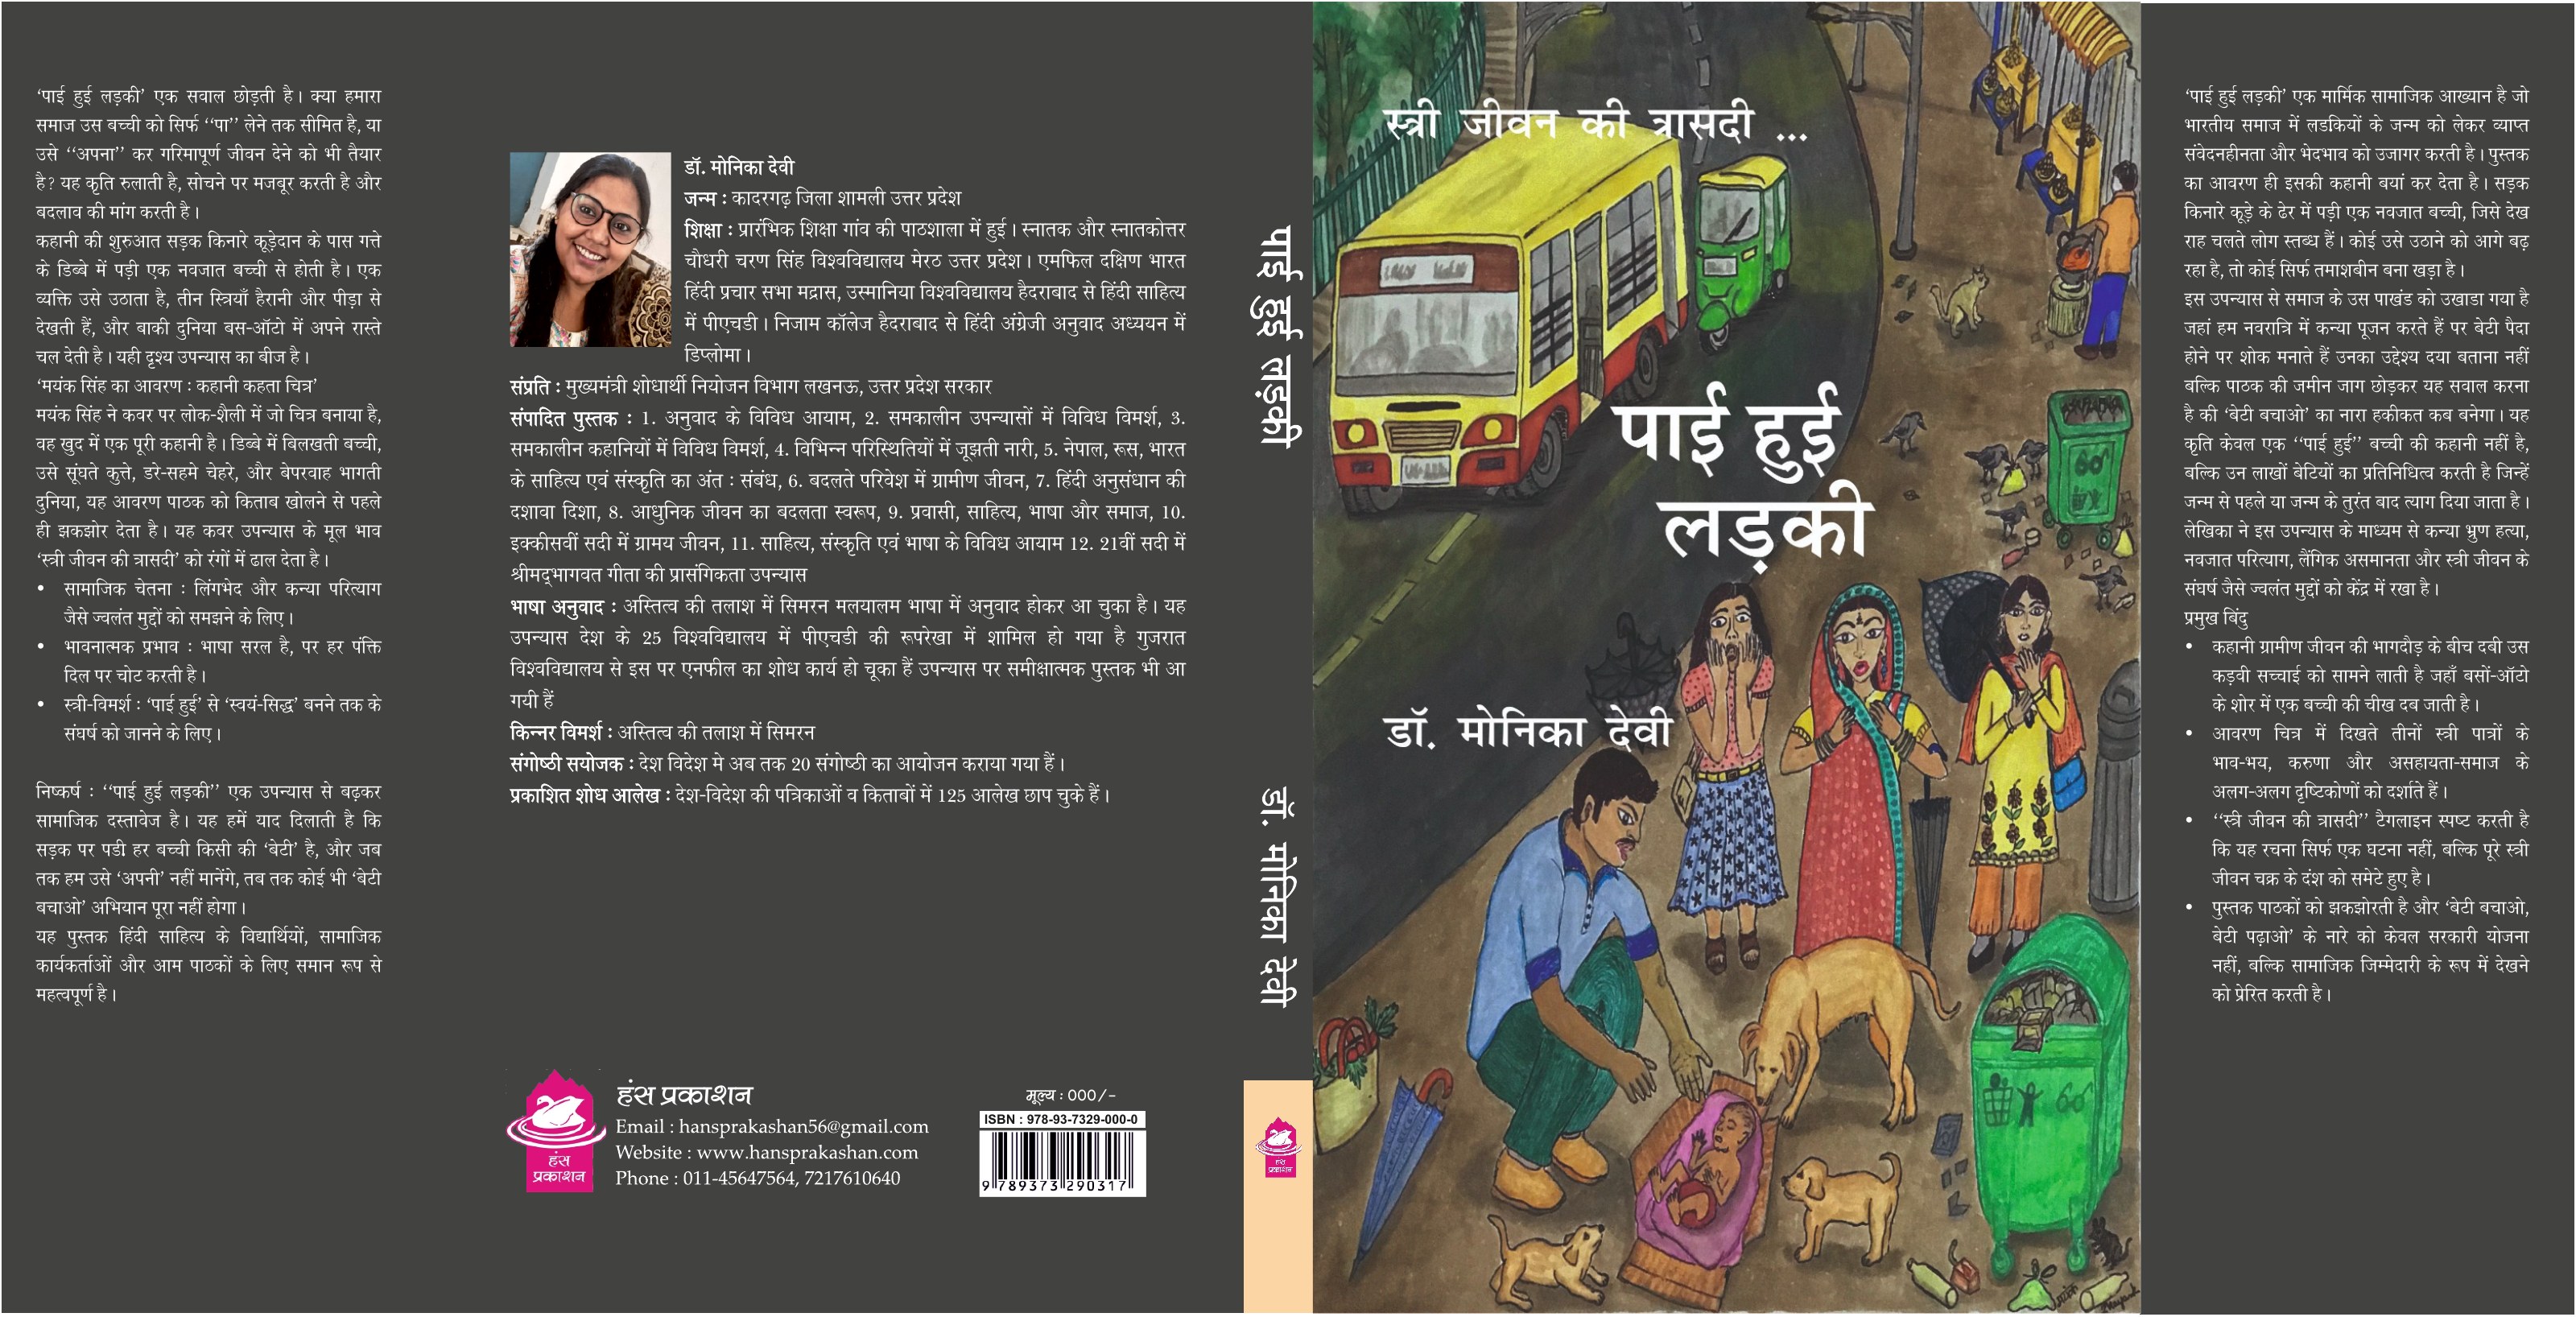 ‘पाई हुई लड़की’ एक सवाल छोड़ती है। क्या हमारा
समाज उस बच्ची को सिर्फ ‘‘पा’’ लेने तक सीमित है, या
उसे ‘‘अपना’’ कर गरिमापूर्ण जीवन देने को भी तैयार
है? यह कृति रुलाती है, सोचने पर मजबूर करती है और
बदलाव की मांग करती है।
कहानी की शुरुआत सड़क किनारे कूड़ेदान के पास गत्ते
के डिब्बे में पड़ी एक नवजात बच्ची से होती है। एक
व्यक्ति उसे उठाता है, तीन स्त्रियाँ हैरानी और पीड़ा से
देखती हैं, और बाकी दुनिया बस-ऑटो में अपने रास्ते
चल देती है। यही दृश्य उपन्यास का बीज है।
‘मयंक सिंह का आवरण : कहानी कहता चित्र’
मयंक सिंह ने कवर पर लोक-शैली में जो चित्र बनाया है,
वह खुद में एक पूरी कहानी है। डिब्बे में बिलखती बच्ची,
उसे सूंघते कुत्ते, डरे-सहमे चेहरे, और बेपरवाह भागती
दुनिया, यह आवरण पाठक को किताब खोलने से पहले
ही झकझोर देता है। यह कवर उपन्यास के मूल भाव
‘स्त्री जीवन की त्रासदी’ को रंगों में ढाल देता है।
• सामाजिक चेतना : लिंगभेद और कन्या परित्याग
जैसे ज्वलंत मुद्दों को समझने के लिए।
• भावनात्मक प्रभाव : भाषा सरल है, पर हर पंक्ति
दिल पर चोट करती है।
• स्त्री-विमर्श : ‘पाई हुई’ से ‘स्वयं-सिद्ध’ बनने तक के
संघर्ष को जानने के लिए।
निष्कर्ष : ‘‘पाई हुई लड़की’’ एक उपन्यास से बढ़कर
सामाजिक दस्तावेज है। यह हमें याद दिलाती है कि
सड़क पर पडी हर बच्ची किसी की ‘बेटी’ है, और जब
तक हम उसे ‘अपनी’ नहीं मानेंगे, तब तक कोई भी ‘बेटी
बचाओ’ अभियान पूरा नहीं होगा।
यह पुस्तक हिंदी साहित्य के विद्यार्थियों, सामाजिक
कार्यकर्ताओं और आम पाठकों के लिए समान रूप से
महत्वपूर्ण है।
डॉ. मोनिका देवी
जन्म : कादरगढ़ जिला शामली उत्तर प्रदेश
शिक्षा : प्रारंभिक शिक्षा गांव की पाठशाला में हुई। स्नातक और स्नातकोत्तर
चौधरी चरण सिंह विश्वविद्यालय मेरठ उत्तर प्रदेश। एमफिल दक्षिण भारत
हिंदी प्रचार सभा मद्रास, उस्मानिया विश्वविद्यालय हैदराबाद से हिंदी साहित्य
में पीएचडी। निजाम कॉलेज हैदराबाद से हिंदी अंग्रेजी अनुवाद अध्ययन में
डिप्लोमा।
संप्रति : मुख्यमंत्री शोधार्थी नियोजन विभाग लखनऊ, उत्तर प्रदेश सरकार
संपादित पुस्तक : 1. अनुवाद के विविध आयाम, 2. समकालीन उपन्यासों में विविध विमर्श, 3.
समकालीन कहानियों में विविध विमर्श, 4. विभिन्न परिस्थितियों में जूझती नारी, 5. नेपाल, रूस, भारत
के साहित्य एवं संस्कृति का अंत : संबंध, 6. बदलते परिवेश में ग्रामीण जीवन, 7. हिंदी अनुसंधान की
दशावा दिशा, 8. आधुनिक जीवन का बदलता स्वरूप, 9. प्रवासी, साहित्य, भाषा और समाज, 10.
इक्कीसवीं सदी में ग्रामय जीवन, 11. साहित्य, संस्कृति एवं भाषा के विविध आयाम 12. 21वीं सदी में
श्रीमद्भागवत गीता की प्रासंगिकता उपन्यास
भाषा अनुवाद : अस्तित्व की तलाश में सिमरन मलयालम भाषा में अनुवाद होकर आ चुका है। यह
उपन्यास देश के 25 विश्वविद्यालय में पीएचडी की रूपरेखा में शामिल हो गया है गुजरात
विश्वविद्यालय से इस पर एनफील का शोध कार्य हो चूका हैं उपन्यास पर समीक्षात्मक पुस्तक भी आ
गयी हैं
किन्नर विमर्श : अस्तित्व की तलाश में सिमरन
संगोष्ठी सयोजक : देश विदेश मे अब तक 20 संगोष्ठी का आयोजन कराया गया हैं।
प्रकाशित शोध आलेख : देश-विदेश की पत्रिकाओं व किताबों में 125 आलेख छाप चुके हैं।
हंस
प्रकाशन
हंस प्रकाशन
Email : hansprakashan56@gmail.com
Website : www.hansprakashan.com
Phone : 011-45647564, 7217610640
मूल्य : 000/-
ISBN : 978-93-7329-000-0
9 789373 290317
पाई हुई लड़की
डॉ. मोनिका देवी
हंस
प्रकाशन
स्त्री जीवन की त्रासदी ...
पाई हुई
लड़की
डॉ. मोनिका देवी
‘पाई हुई लड़की’ एक मार्मिक सामाजिक आख्यान है जो
भारतीय समाज में लडकियों के जन्म को लेकर व्याप्त
संवेदनहीनता और भेदभाव को उजागर करती है। पुस्तक
का आवरण ही इसकी कहानी बयां कर देता है। सड़क
किनारे कूड़े के ढेर में पड़ी एक नवजात बच्ची, जिसे देख
राह चलते लोग स्तब्ध हैं। कोई उसे उठाने को आगे बढ़
रहा है, तो कोई सिर्फ तमाशबीन बना खड़ा है।
इस उपन्यास से समाज के उस पाखंड को उखाडा गया है
जहां हम नवरात्रि में कन्या पूजन करते हैं पर बेटी पैदा
होने पर शोक मनाते हैं उनका उद्देश्य दया बताना नहीं
बल्कि पाठक की जमीन जाग छोड़कर यह सवाल करना
है की ‘बेटी बचाओ’ का नारा हकीकत कब बनेगा। यह
कृति केवल एक ‘‘पाई हुई’’ बच्ची की कहानी नहीं है,
बल्कि उन लाखों बेटियों का प्रतिनिधित्व करती है जिन्हें
जन्म से पहले या जन्म के तुरंत बाद त्याग दिया जाता है।
लेखिका ने इस उपन्यास के माध्यम से कन्या भ्रुण हत्या,
नवजात परित्याग, लैंगिक असमानता और स्त्री जीवन के
संघर्ष जैसे ज्वलंत मुद्दों को केंद्र में रखा है।
प्रमुख बिंदु
• कहानी ग्रामीण जीवन की भागदौड़ के बीच दबी उस
कड़वी सच्चाई को सामने लाती है जहाँ बसों-ऑटो
के शोर में एक बच्ची की चीख दब जाती है।
• आवरण चित्र में दिखते तीनों स्त्री पात्रों के
भाव-भय, करुणा और असहायता-समाज के
अलग-अलग दृष्टिकोणों को दर्शाते हैं।
• ‘‘स्त्रि जीवन की त्रासदी’’ टैगलाइन स्पष्ट करती है
कि यह रचना सिर्फ एक घटना नहीं, बल्कि पूरे स्त्री
जीवन चक्र के दंश को समेटे हुए है।
• पुस्तक पाठकों को झकझोरती है और ‘बेटी बचाओ,
बेटी पढ़ाओ’ के नारे को केवल सरकारी योजना
नहीं, बल्कि सामाजिक जिम्मेदारी के रूप में देखने
को प्रेरित करती है।